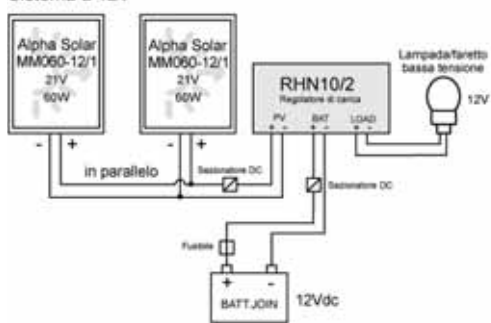 Alpha Solar
MM060-12/1
21V
60W
- +
Alpha Solar
MM060-12/1
21V
60W
- +
in parallelo
Sezionatore DC
RHN10/2
Regolatore di carica
PV BAT LOAD
+ - + - + -
Lampada/faretto
bassa tensione
12V
Sezionatore DC
Fusibile
+ -
BATT.JOIN
12Vdc